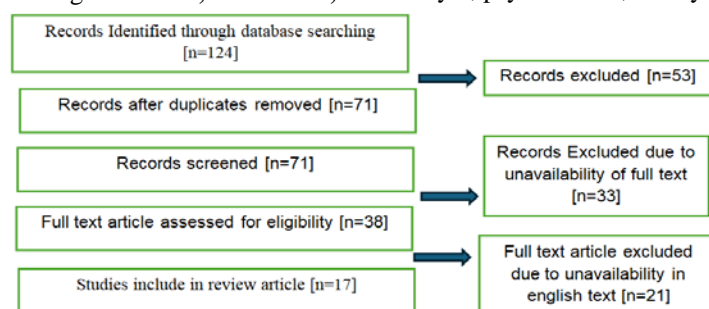 Records Identified through database searching
[n=124]
Records excluded [n=53]
Records after duplicates removed [n=71]
Records screened [n=71]
Records Excluded due to
unavailability of full text
[n=33]
Full text article assessed for eligibility [n=38]
Full text article excluded
due to unavailability in
english text [n=21]
Studies include in review article [n=17]